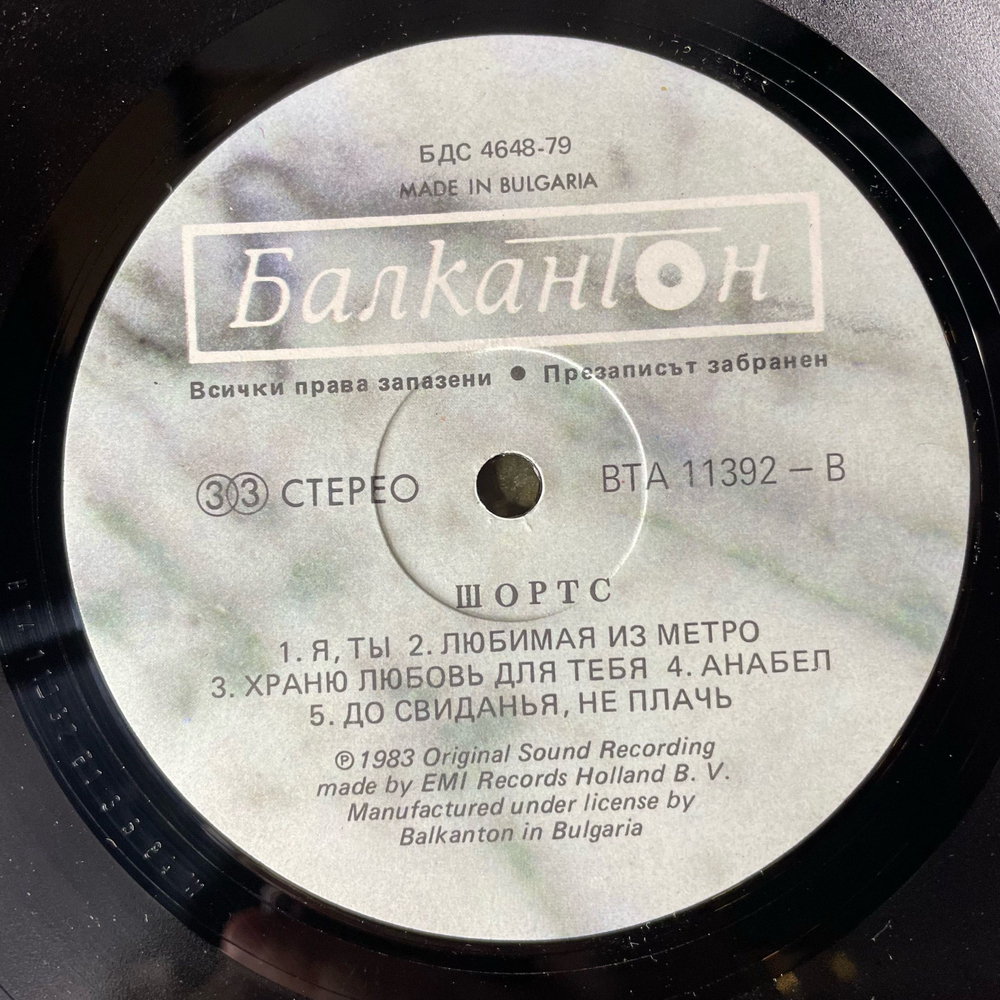 БДС 4648-79
MADE IN BULGARIA
Балкантон
Всички права запазени ● Презаписът забранен
33 СТЕРЕО
ВТА 11392 – В
ШОРТС
1. Я, ТЫ 2. ЛЮБИМАЯ ИЗ МЕТРО
3. ХРАНЮ ЛЮБОВЬ ДЛЯ ТЕБЯ 4. АНАБЕЛ
5. ДО СВИДАНЬЯ, НЕ ПЛАЧЬ
℗ 1983 Original Sound Recording
made by EMI Records Holland B. V.
Manufactured under license by
Balkanton in Bulgaria